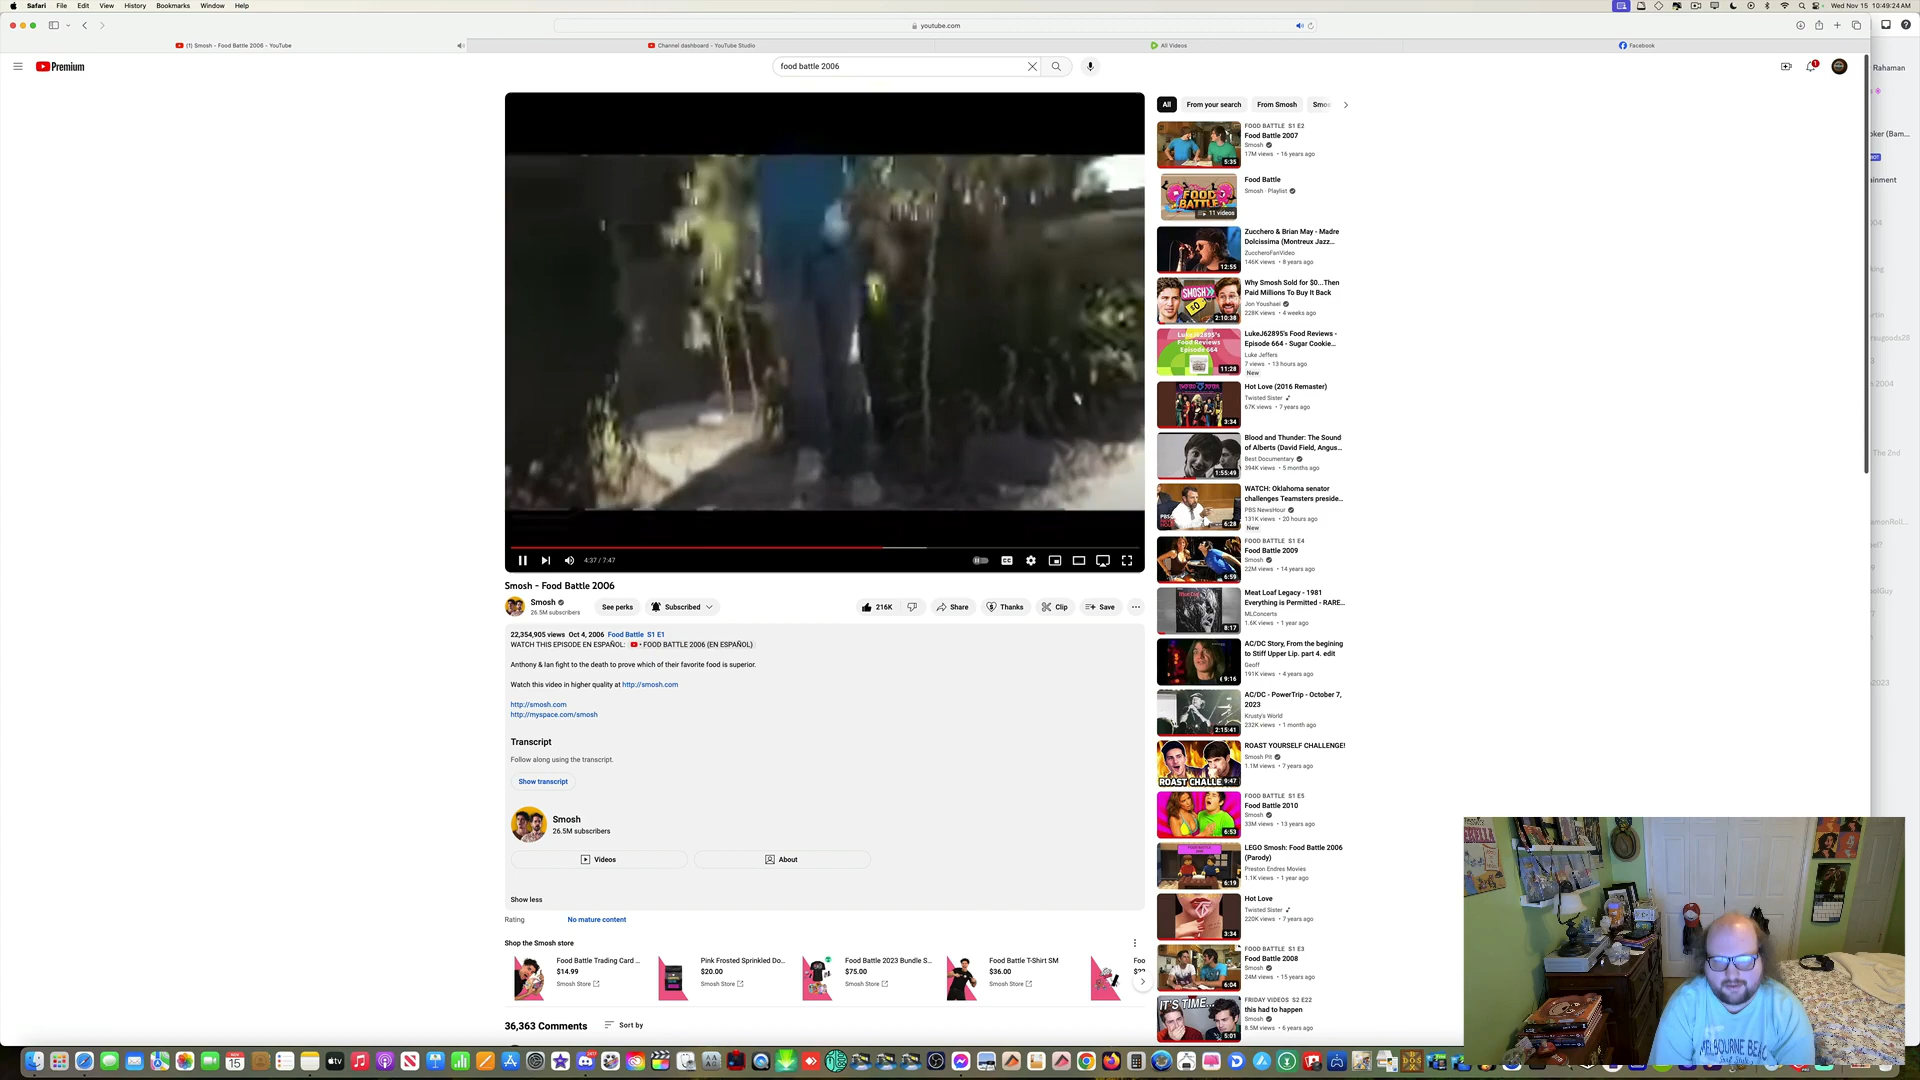 Safari File Edit View History Bookmarks Window Help
Wed Nov 15 10:49:24 AM
youtube.com
(1) Smosh - Food Battle 2006 - YouTube
Channel dashboard - YouTube Studio
All Videos
Facebook
Premium
food battle 2006
1
Rahaman
4:37 / 7:47
Smosh - Food Battle 2006
Smosh
26.5M subscribers
See perks
Subscribed
216K
Share
Thanks
Clip
Save
22,354,905 views Oct 4, 2006 Food Battle S1 E1
WATCH THIS EPISODE EN ESPAÑOL: • FOOD BATTLE 2006 (EN ESPAÑOL)
Anthony & Ian fight to the death to prove which of their favorite food is superior.
Watch this video in higher quality at http://smosh.com
http://smosh.com
http://myspace.com/smosh
Transcript
Follow along using the transcript.
Show transcript
Smosh
26.5M subscribers
Videos
About
Show less
Rating No mature content
Shop the Smosh store
Food Battle Trading Card ...
$14.99
Smosh Store
Pink Frosted Sprinkled Do...
$20.00
Smosh Store
Food Battle 2023 Bundle S...
$75.00
Smosh Store
Food Battle T-Shirt SM
$36.00
Smosh Store
Foo
36,363 Comments
Sort by
All
From your search
From Smosh
Smos
FOOD BATTLE S1 E2
Food Battle 2007
Smosh
17M views • 16 years ago
5:35
Food Battle
Smosh · Playlist
FOOD BATTLE
11 videos
Zucchero & Brian May - Madre
Dolcissima (Montreux Jazz...
ZuccheroFanVideo
146K views • 8 years ago
12:55
Why Smosh Sold for $0...Then
Paid Millions To Buy It Back
Jon Youshaei
228K views • 4 weeks ago
SMOSH
$0
2:10:38
LukeJ62895's Food Reviews -
Episode 664 - Sugar Cookie...
Luke Jeffers
7 views • 13 hours ago
New
LukeJ62895's
Food Reviews
Episode 664
11:28
Hot Love (2016 Remaster)
Twisted Sister
67K views • 7 years ago
3:34
Blood and Thunder: The Sound
of Alberts (David Field, Angus...
Best Documentary
394K views • 5 months ago
1:55:49
WATCH: Oklahoma senator
challenges Teamsters preside...
PBS NewsHour
131K views • 20 hours ago
New
6:28
FOOD BATTLE S1 E4
Food Battle 2009
Smosh
22M views • 14 years ago
6:59
Meat Loaf Legacy - 1981
Everything is Permitted - RARE...
MLConcerts
1.6K views • 1 year ago
8:17
AC/DC Story, From the begining
to Stiff Upper Lip. part 4. edit
Geoff
191K views • 4 years ago
9:16
AC/DC - PowerTrip - October 7,
2023
Krusty's World
232K views • 1 month ago
2:15:41
ROAST YOURSELF CHALLENGE!
Smosh Pit
1.1M views • 7 years ago
ROAST CHALLE
9:47
FOOD BATTLE S1 E5
Food Battle 2010
Smosh
33M views • 13 years ago
6:53
LEGO Smosh: Food Battle 2006
(Parody)
Preston Endres Movies
1.1K views • 1 year ago
6:19
Hot Love
Twisted Sister
220K views • 7 years ago
3:34
FOOD BATTLE S1 E3
Food Battle 2008
Smosh
24M views • 15 years ago
6:04
FRIDAY VIDEOS S2 E22
this had to happen
Smosh
8.5M views • 6 years ago
IT'S TIME...
5:01
oker (Bam...
ainment
The 2nd
MELBOURNE BEA